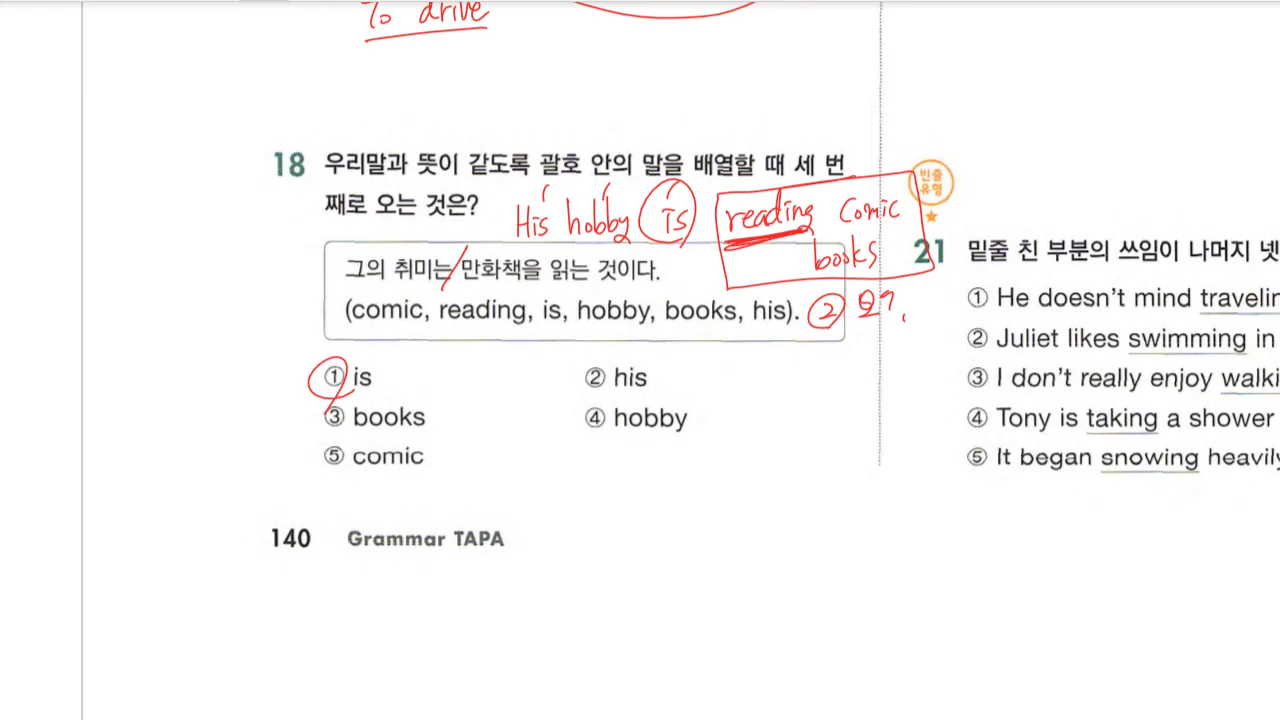 To drive
18 우리말과 뜻이 같도록 괄호 안의 말을 배열할 때 세 번
째로 오는 것은?
His hobby is reading comic
books
그의 취미는 만화책을 읽는 것이다.
(comic, reading, is, hobby, books, his).
② 보어.
① is
② his
③ books
④ hobby
⑤ comic
140 Grammar TAPA
빈출
유형
21 밑줄 친 부분의 쓰임이 나머지 넷
① He doesn't mind travelin
② Juliet likes swimming in
③ I don't really enjoy walki
④ Tony is taking a shower
⑤ It began snowing heavily